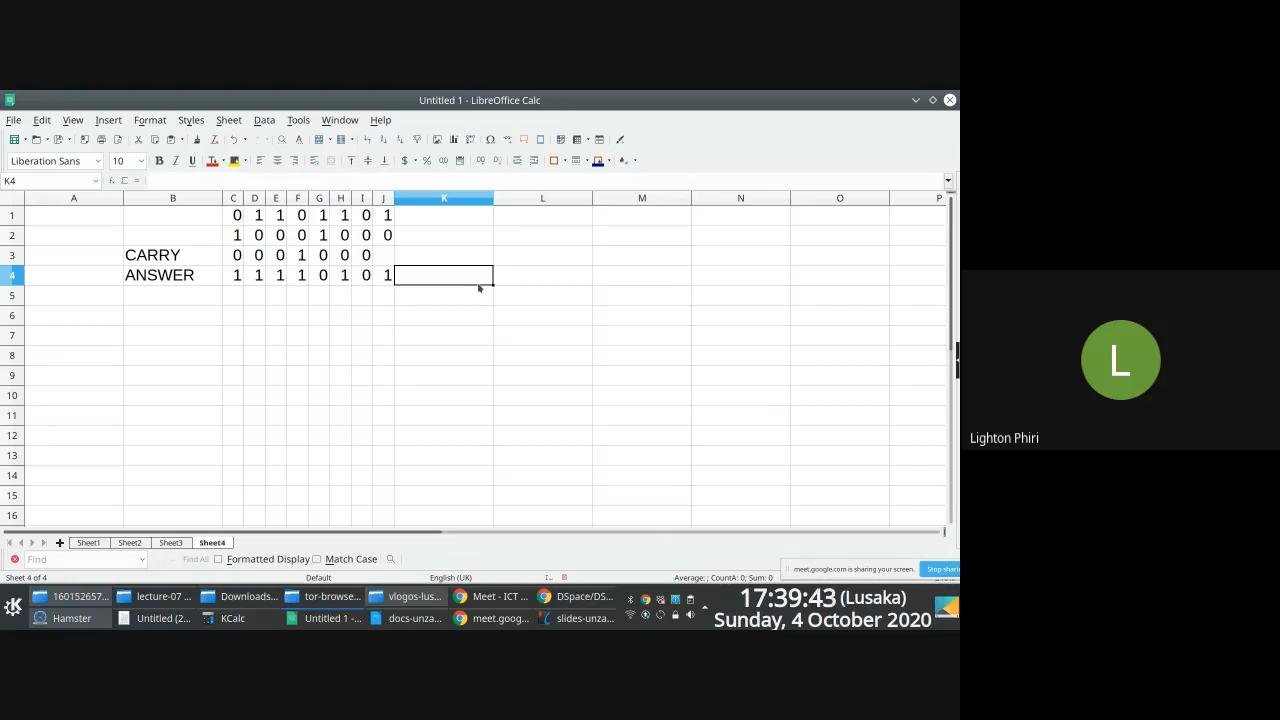 Untitled 1 - LibreOffice Calc
File Edit View Insert Format Styles Sheet Data Tools Window Help
Liberation Sans 10
K4
A B C D E F G H I J K L M N O P
1 0 1 1 0 1 1 0 1
2 1 0 0 0 1 0 0 0
3 CARRY 0 0 0 1 0 0 0
4 ANSWER 1 1 1 1 0 1 0 1
5
6
7
8
9
10
11
12
13
14
15
16
Sheet1 Sheet2 Sheet3 Sheet4
Find Find All Formatted Display Match Case
meet.google.com is sharing your screen. Stop shari
Sheet 4 of 4 Default English (UK) Average: ; CountA: 0; Sum: 0
160152657... lecture-07 ... Downloads... tor-browse... vlogos-lus... Meet - ICT ... DSpace/DS...
Hamster Untitled (2... KCalc Untitled 1 -... docs-unza... meet.goog... slides-unza...
17:39:43 (Lusaka)
Sunday, 4 October 2020
L
Lighton Phiri